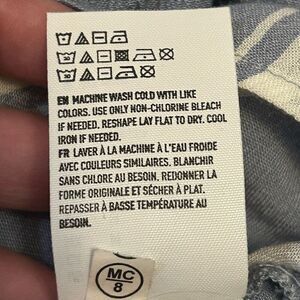 EN MACHINE WASH COLD WITH LIKE
COLORS. USE ONLY NON-CHLORINE BLEACH
IF NEEDED. RESHAPE LAY FLAT TO DRY. COOL
IRON IF NEEDED.
FR LAVER À LA MACHINE À L'EAU FROIDE
AVEC COULEURS SIMILAIRES. BLANCHIR
SANS CHLORE AU BESOIN. REDONNER LA
FORME ORIGINALE ET SÉCHER À PLAT.
REPASSER À BASSE TEMPÉRATURE AU
BESOIN.
MC
8